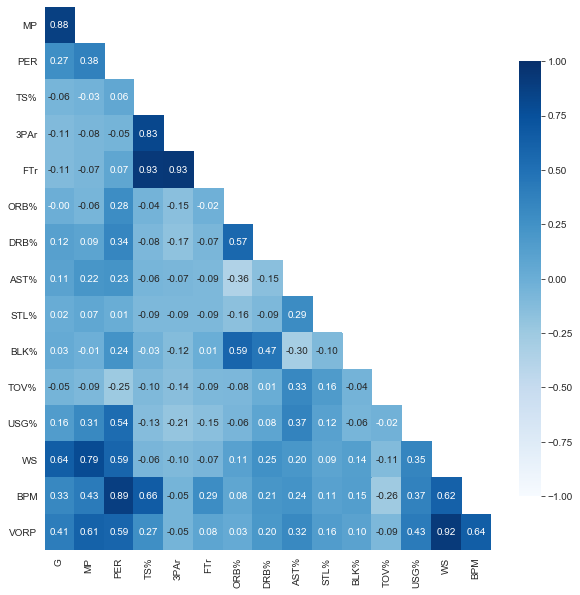 MP 0.88
PER 0.27 0.38
1.00
TS% -0.06 -0.03 0.06
0.75
3PAr -0.11 -0.08 -0.05 0.83
FTr -0.11 -0.07 0.07 0.93 0.93
0.50
ORB% -0.00 -0.06 0.28 -0.04 -0.15 -0.02
0.25
DRB% 0.12 0.09 0.34 -0.08 -0.17 -0.07 0.57
0.00
AST% 0.11 0.22 0.23 -0.06 -0.07 -0.09 -0.36 -0.15
STL% 0.02 0.07 0.01 -0.09 -0.09 -0.09 -0.16 -0.09 0.29
−0.25
BLK% 0.03 -0.01 0.24 -0.03 -0.12 0.01 0.59 0.47 -0.30 -0.10
TOV% -0.05 -0.09 -0.25 -0.10 -0.14 -0.09 -0.08 0.01 0.33 0.16 -0.04
−0.50
USG% 0.16 0.31 0.54 -0.13 -0.21 -0.15 -0.06 0.08 0.37 0.12 -0.06 -0.02
−0.75
WS 0.64 0.79 0.59 -0.06 -0.10 -0.07 0.11 0.25 0.20 0.09 0.14 -0.11 0.35
−1.00
BPM 0.33 0.43 0.89 0.66 -0.05 0.29 0.08 0.21 0.24 0.11 0.15 -0.26 0.37 0.62
VORP 0.41 0.61 0.59 0.27 -0.05 0.08 0.03 0.20 0.32 0.16 0.10 -0.09 0.43 0.92 0.64
G MP PER TS% 3PAr FTr ORB% DRB% AST% STL% BLK% TOV% USG% WS BPM